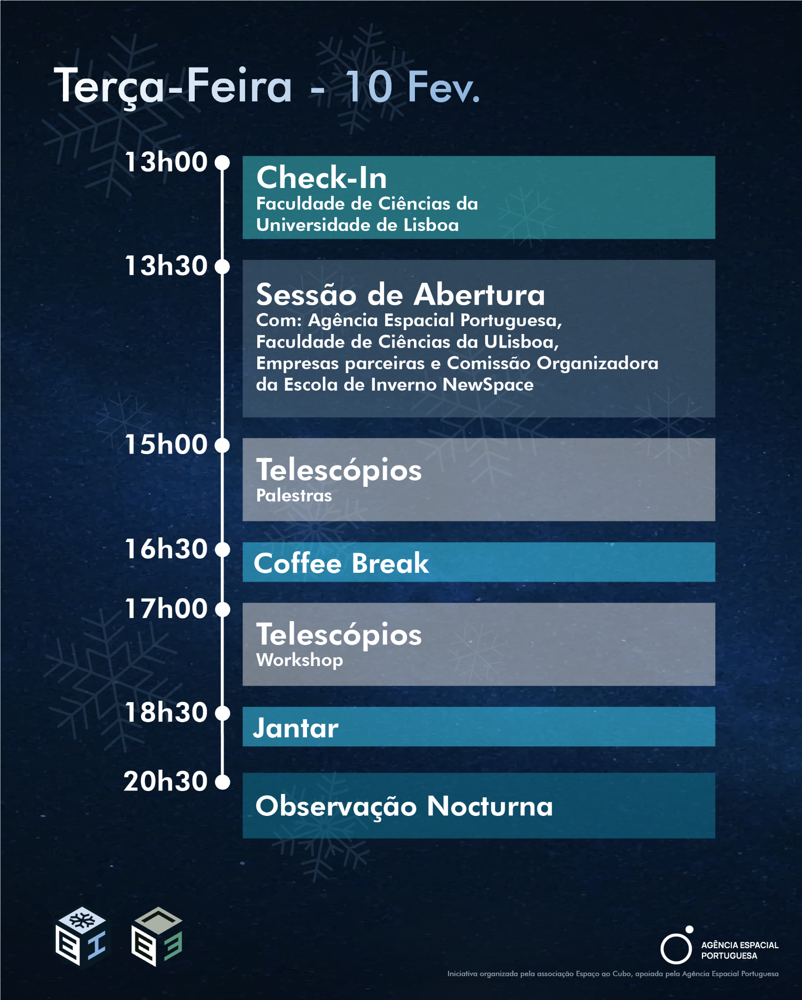 Terça-Feira - 10 Fev.
13h00
Check-In
Faculdade de Ciências da
Universidade de Lisboa
13h30
Sessão de Abertura
Com: Agência Espacial Portuguesa,
Faculdade de Ciências da ULisboa,
Empresas parceiras e Comissão Organizadora
da Escola de Inverno NewSpace
15h00
Telescópios
Palestras
16h30
Coffee Break
17h00
Telescópios
Workshop
18h30
Jantar
20h30
Observação Nocturna
EI
E3
AGÊNCIA ESPACIAL
PORTUGUESA
Iniciativa organizada pela associação Espaço ao Cubo, apoiada pela Agência Espacial Portuguesa